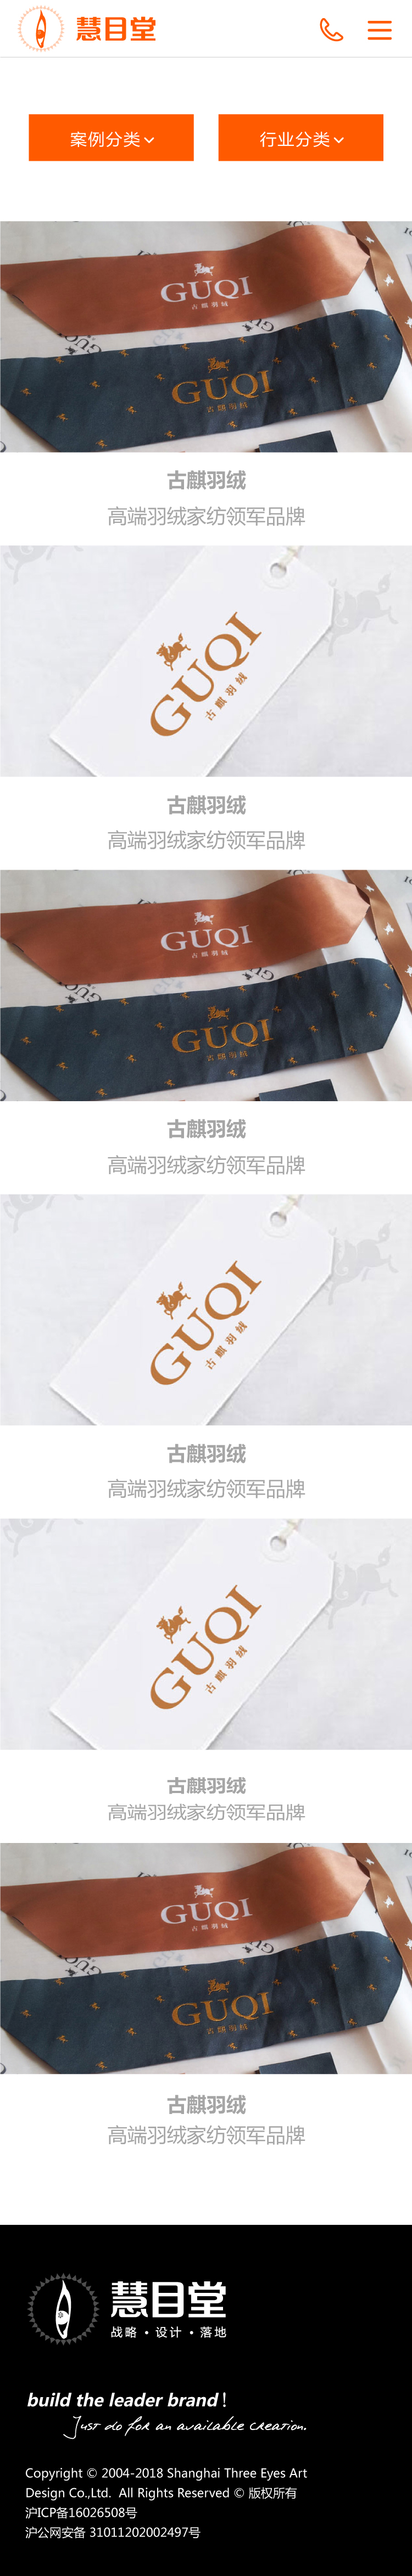 慧目堂
案例分类
行业分类
GUQI
古麒羽绒
GUQI
古麒羽绒
古麒羽绒
高端羽绒家纺领军品牌
GUQI
古麒羽绒
古麒羽绒
高端羽绒家纺领军品牌
GUQI
古麒羽绒
GUQI
古麒羽绒
古麒羽绒
高端羽绒家纺领军品牌
GUQI
古麒羽绒
古麒羽绒
高端羽绒家纺领军品牌
GUQI
古麒羽绒
古麒羽绒
高端羽绒家纺领军品牌
GUQI
古麒羽绒
GUQI
古麒羽绒
古麒羽绒
高端羽绒家纺领军品牌
慧目堂
战略·设计·落地
build the leader brand!
Just do for an available creation.
Copyright © 2004-2018 Shanghai Three Eyes Art
Design Co.,Ltd. All Rights Reserved © 版权所有
沪ICP备16026508号
沪公网安备 31011202002497号